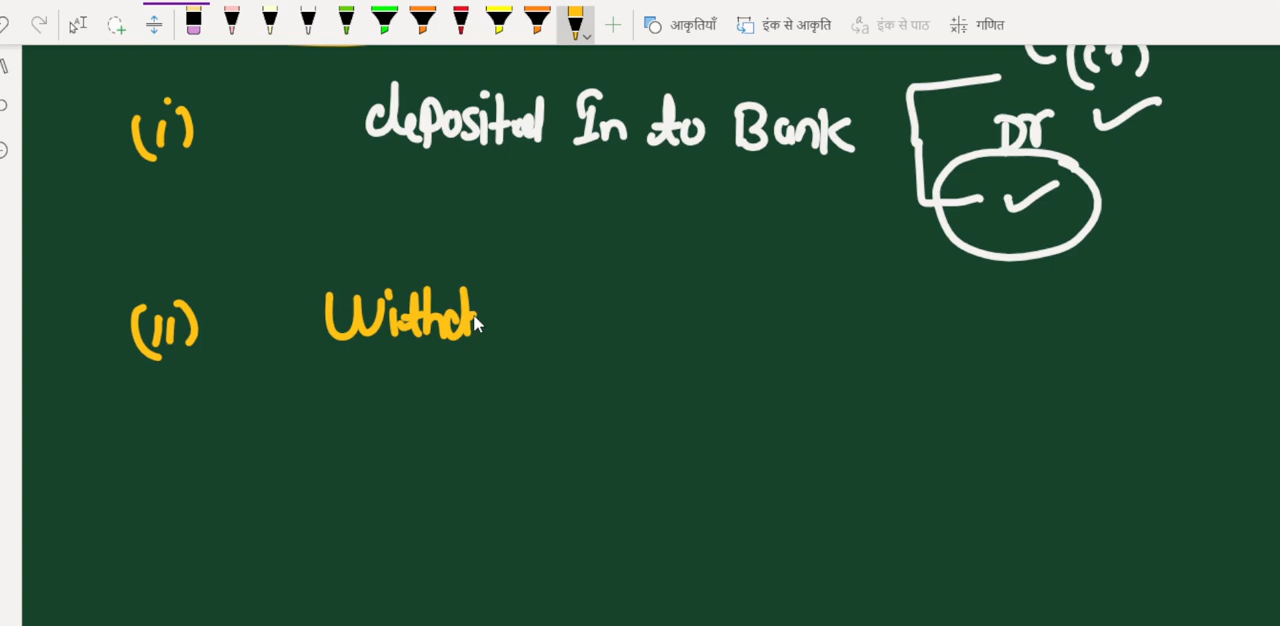 आकृतियाँ इंक से आकृति इंक से पाठ गणित
(i) deposited In to Bank Dr
(ii) Withd